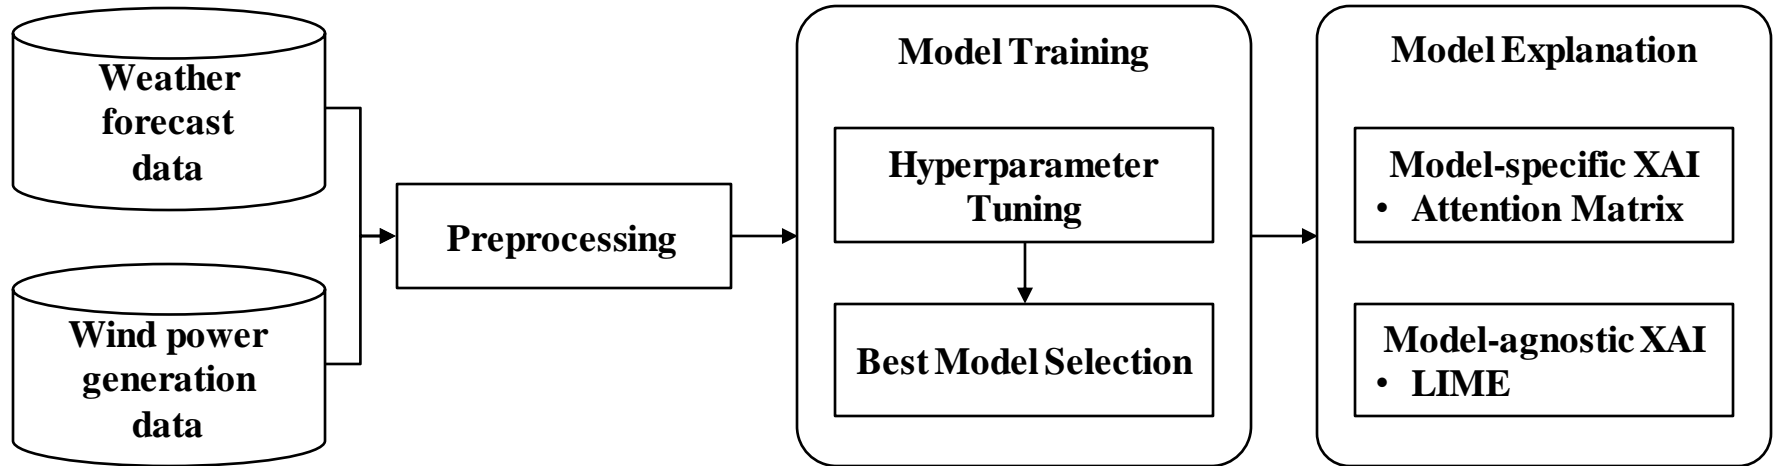 Weather
forecast
data
Wind power
generation
data
Preprocessing
Model Training
Hyperparameter
Tuning
Best Model Selection
Model Explanation
Model-specific XAI
• Attention Matrix
Model-agnostic XAI
• LIME